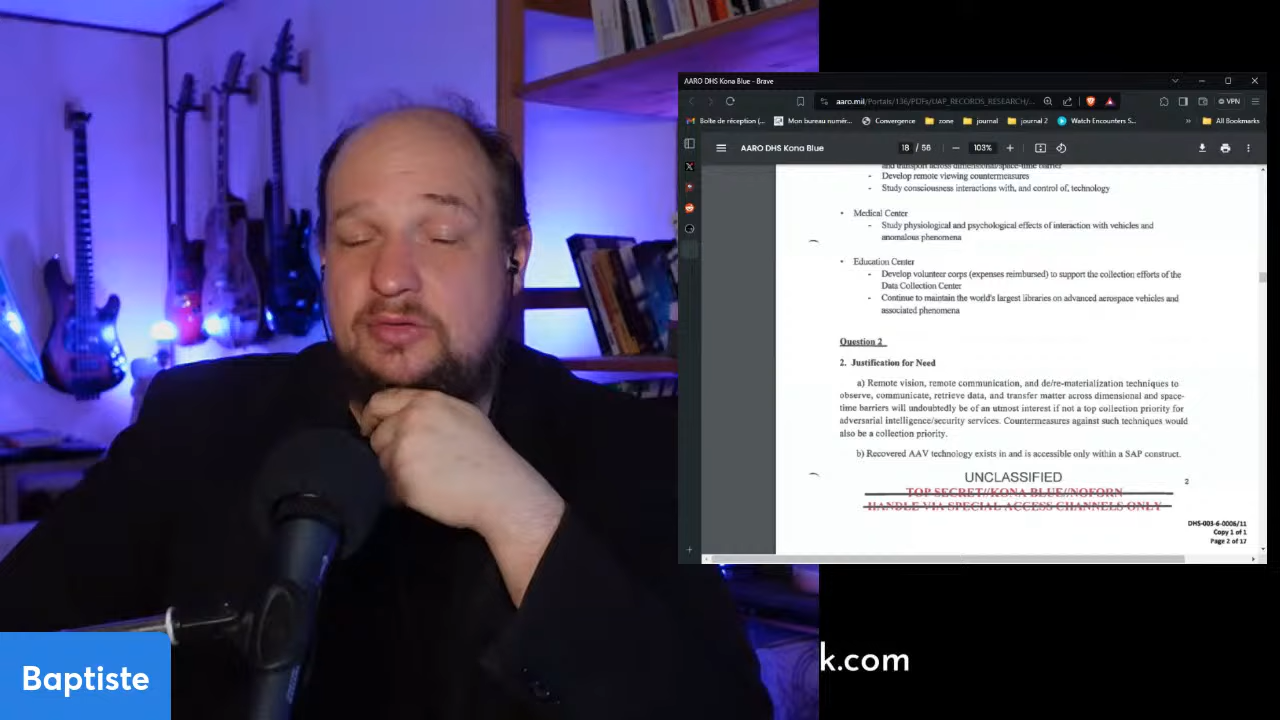 AARO DHS Kona Blue - Brave
aaro.mil/Portals/136/PDFs/UAP_RECORDS_RESEARCH/...
VPN
Boîte de réception (...
Mon bureau numér...
Convergence
zone
journal
journal 2
Watch Encounters S...
»
All Bookmarks
AARO DHS Kona Blue
18 / 56
103%
and transport across dimensional/space-time barrier
- Develop remote viewing countermeasures
- Study consciousness interactions with, and control of, technology
• Medical Center
- Study physiological and psychological effects of interaction with vehicles and
anomalous phenomena
• Education Center
- Develop volunteer corps (expenses reimbursed) to support the collection efforts of the
Data Collection Center
- Continue to maintain the world's largest libraries on advanced aerospace vehicles and
associated phenomena
Question 2
2. Justification for Need
a) Remote vision, remote communication, and de/re-materialization techniques to
observe, communicate, retrieve data, and transfer matter across dimensional and space-
time barriers will undoubtedly be of an utmost interest if not a top collection priority for
adversarial intelligence/security services. Countermeasures against such techniques would
also be a collection priority.
b) Recovered AAV technology exists in and is accessible only within a SAP construct.
UNCLASSIFIED
2
TOP SECRET//KONA BLUE//NOFORN
HANDLE VIA SPECIAL ACCESS CHANNELS ONLY
DHS-003-6-0006/11
Copy 1 of 1
Page 2 of 17
k.com
Baptiste